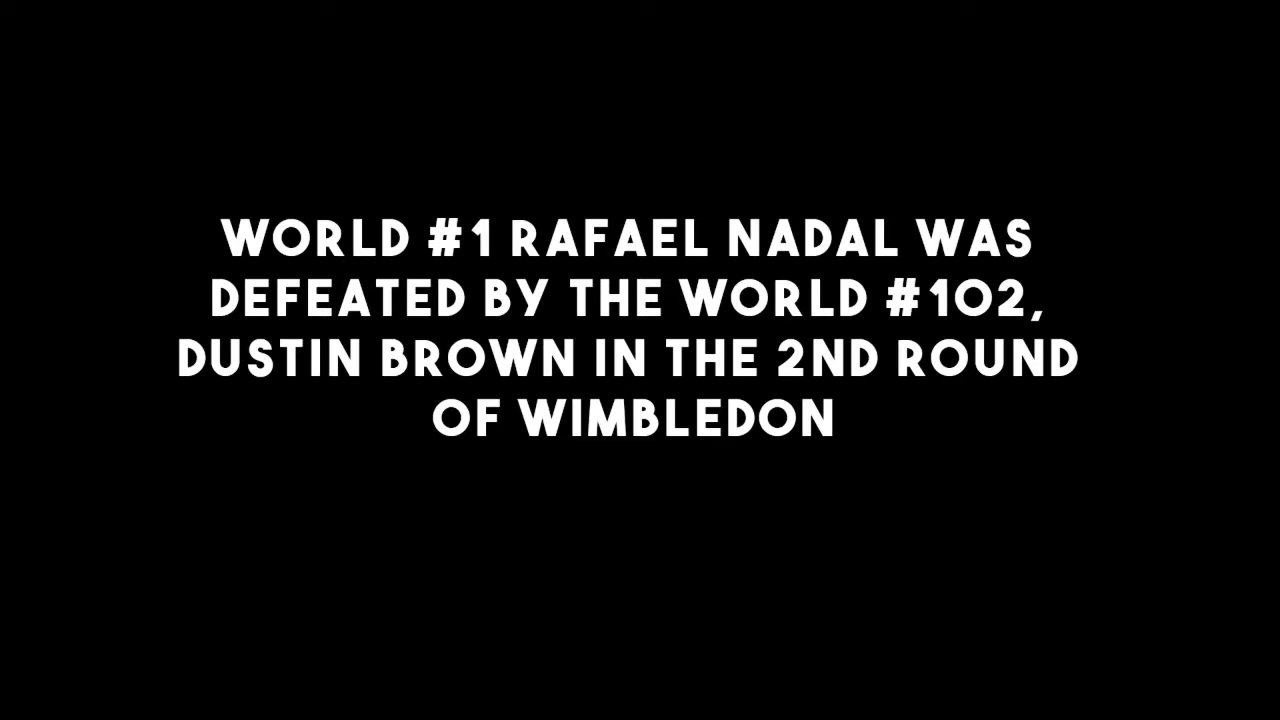 WORLD #1 RAFAEL NADAL WAS
DEFEATED BY THE WORLD #102,
DUSTIN BROWN IN THE 2ND ROUND
OF WIMBLEDON